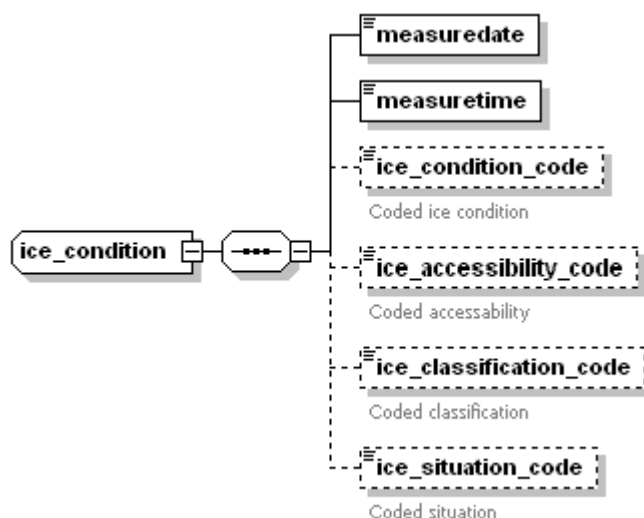 measuredate
measuretime
ice_condition_code
Coded ice condition
ice_condition
ice_accessibility_code
Coded accessability
ice_classification_code
Coded classification
ice_situation_code
Coded situation